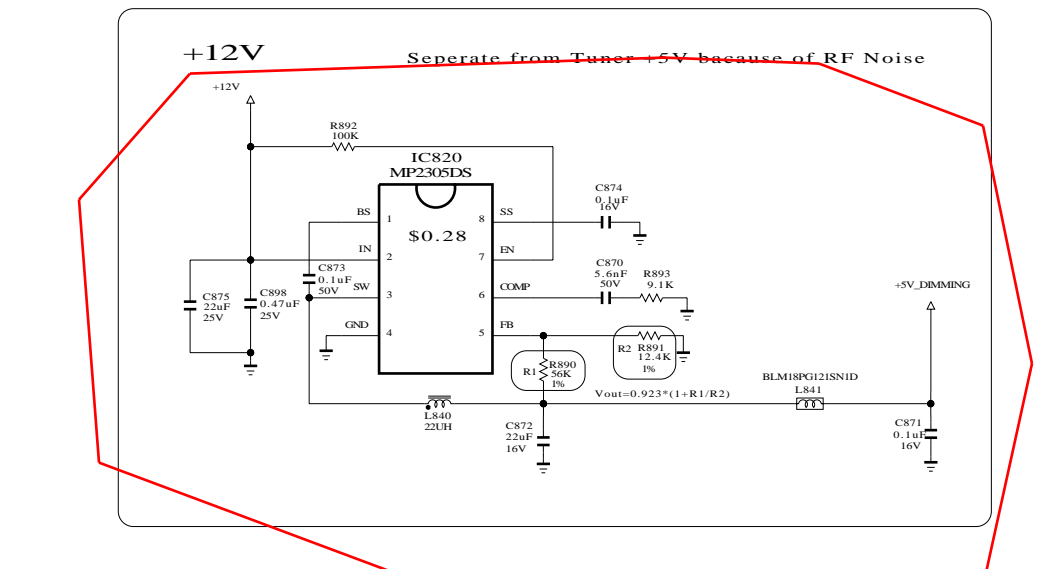 +12V
Seperate from Tuner +5V bacause of RF Noise
+12V
R892
100K
IC820
MP2305DS
$0.28
BS
1
IN
2
SW
3
GND
4
8
SS
7
EN
6
COMP
5
FB
C874
0.1uF
16V
C870
5.6nF
50V
R893
9.1K
C873
0.1uF
50V
C875
22uF
25V
C898
0.47uF
25V
+5V_DIMMING
R1
R890
56K
1%
R2
R891
12.4K
1%
Vout=0.923*(1+R1/R2)
BLM18PG121SN1D
L841
L840
22UH
C872
22uF
16V
C871
0.1uF
16V